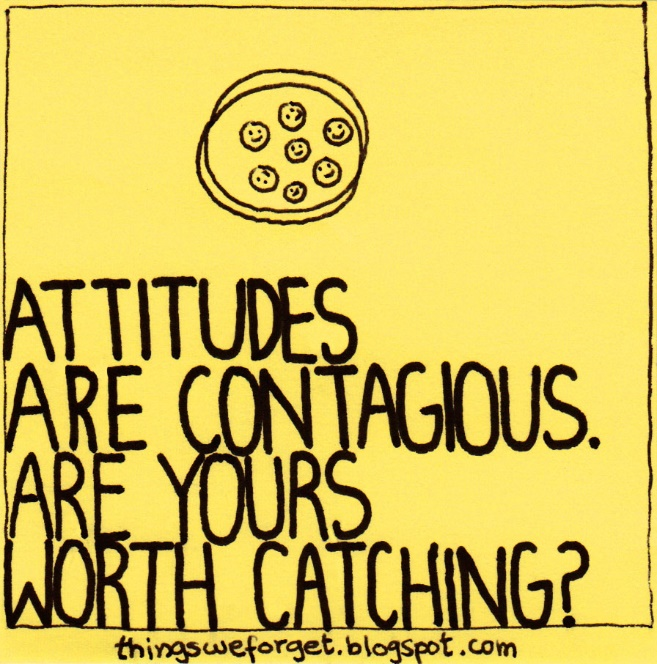 ATTITUDES
ARE CONTAGIOUS.
ARE YOURS
WORTH CATCHING?
thingsweforget.blogspot.com